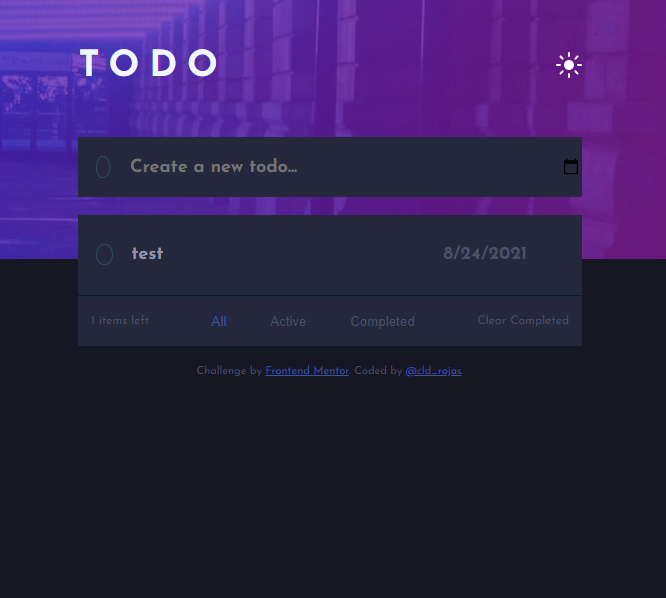 TODO
Create a new todo...
test 8/24/2021
1 items left All Active Completed Clear Completed
Challenge by Frontend Mentor. Coded by @cld_rojas.